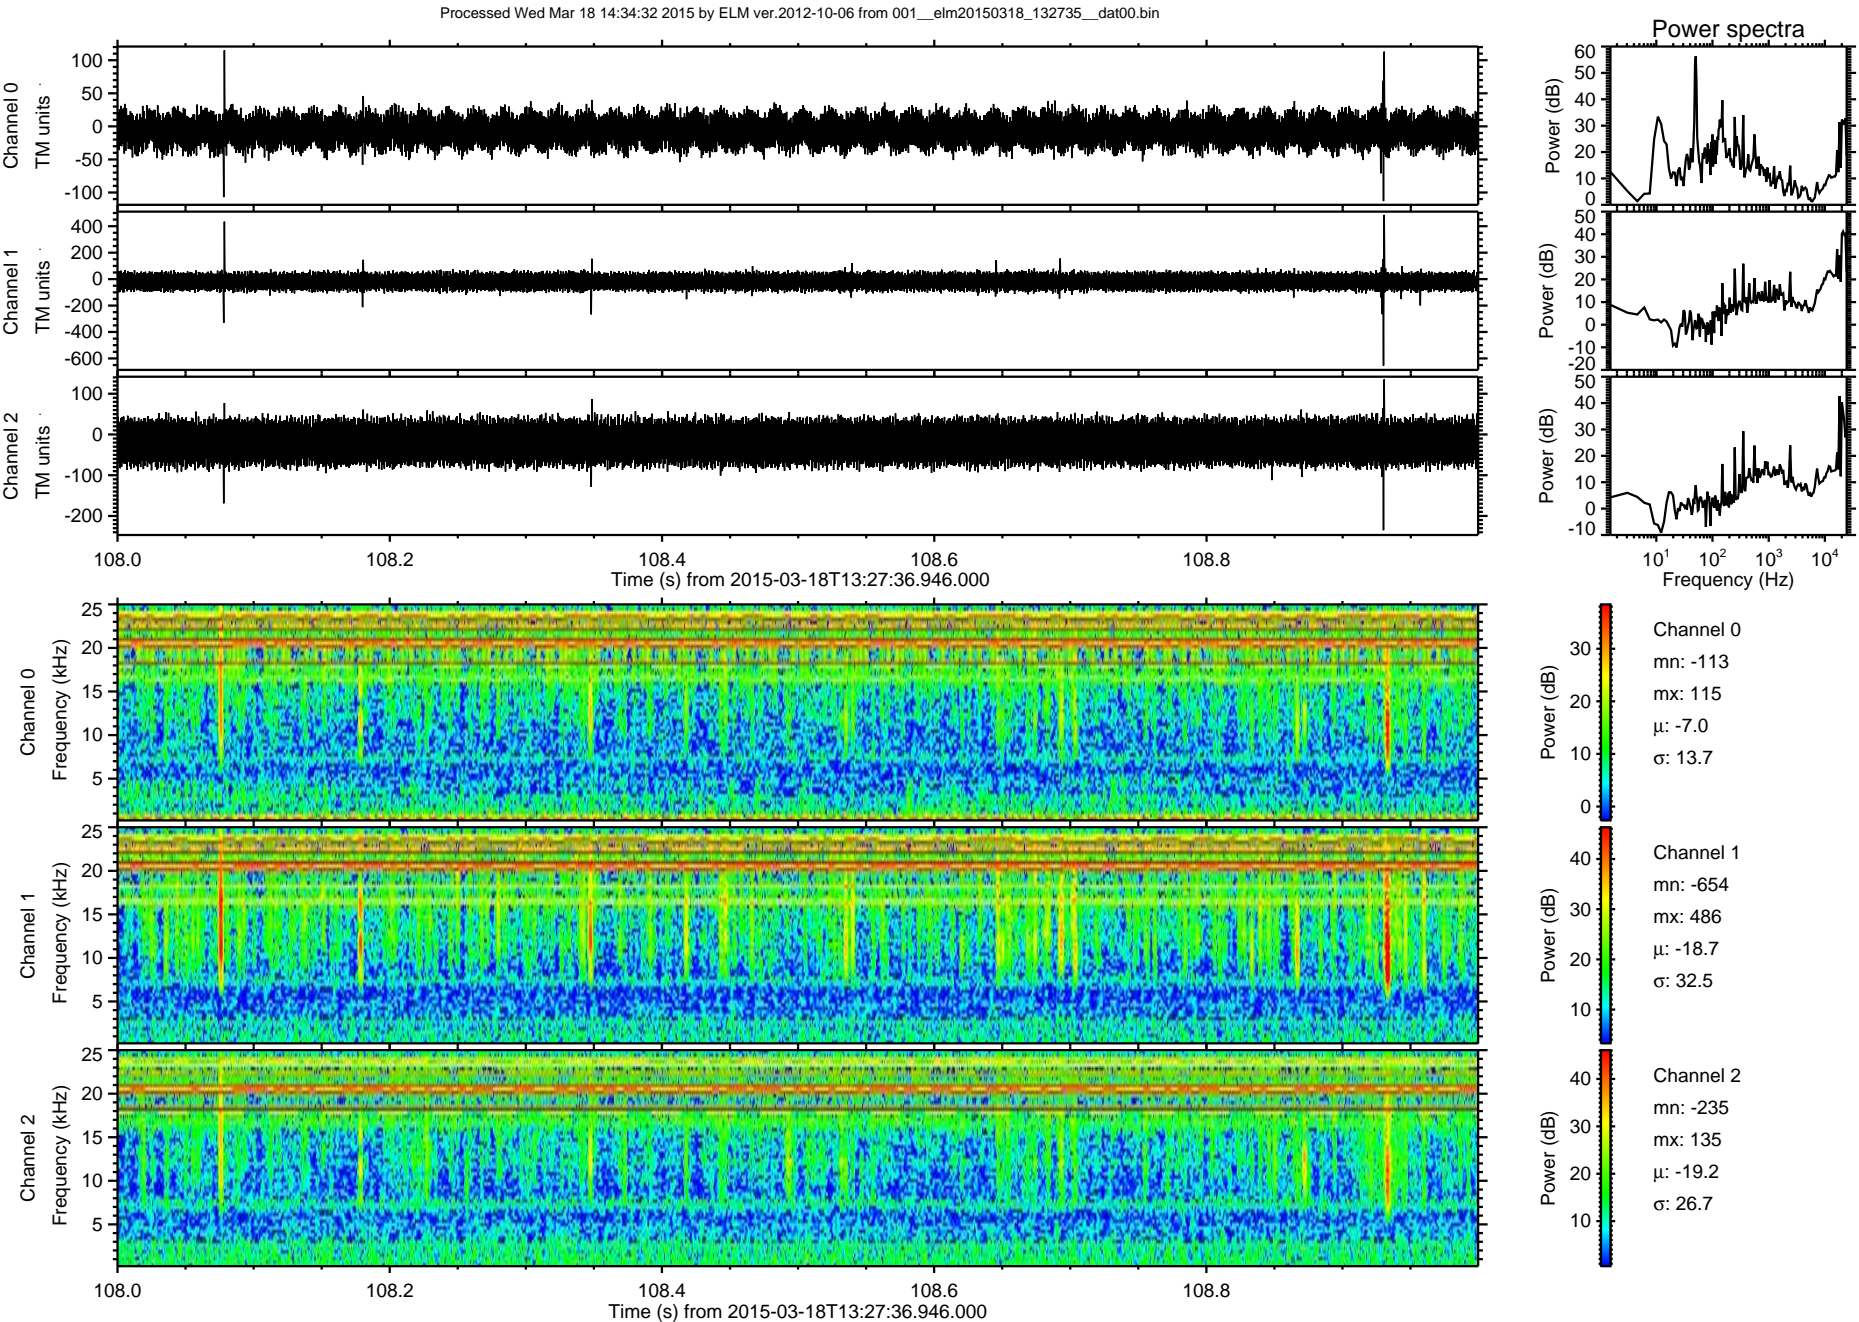 Processed Wed Mar 18 14:34:32 2015 by ELM ver.2012-10-06 from 001__elm20150318_132735__dat00.bin
Power spectra
Channel 0
TM units
100
50
0
-50
-100
Power (dB)
60
50
40
30
20
10
0
Channel 1
TM units
400
200
0
-200
-400
-600
Power (dB)
50
40
30
20
10
0
-10
-20
Channel 2
TM units
100
0
-100
-200
Power (dB)
50
40
30
20
10
0
-10
108.0 108.2 108.4 108.6 108.8
Time (s) from 2015-03-18T13:27:36.946.000
10^1 10^2 10^3 10^4
Frequency (Hz)
Channel 0
Frequency (kHz)
25
20
15
10
5
Power (dB)
30
20
10
0
Channel 0
mn: -113
mx: 115
μ: -7.0
σ: 13.7
Channel 1
Frequency (kHz)
25
20
15
10
5
Power (dB)
40
30
20
10
Channel 1
mn: -654
mx: 486
μ: -18.7
σ: 32.5
Channel 2
Frequency (kHz)
25
20
15
10
5
Power (dB)
40
30
20
10
Channel 2
mn: -235
mx: 135
μ: -19.2
σ: 26.7
108.0 108.2 108.4 108.6 108.8
Time (s) from 2015-03-18T13:27:36.946.000